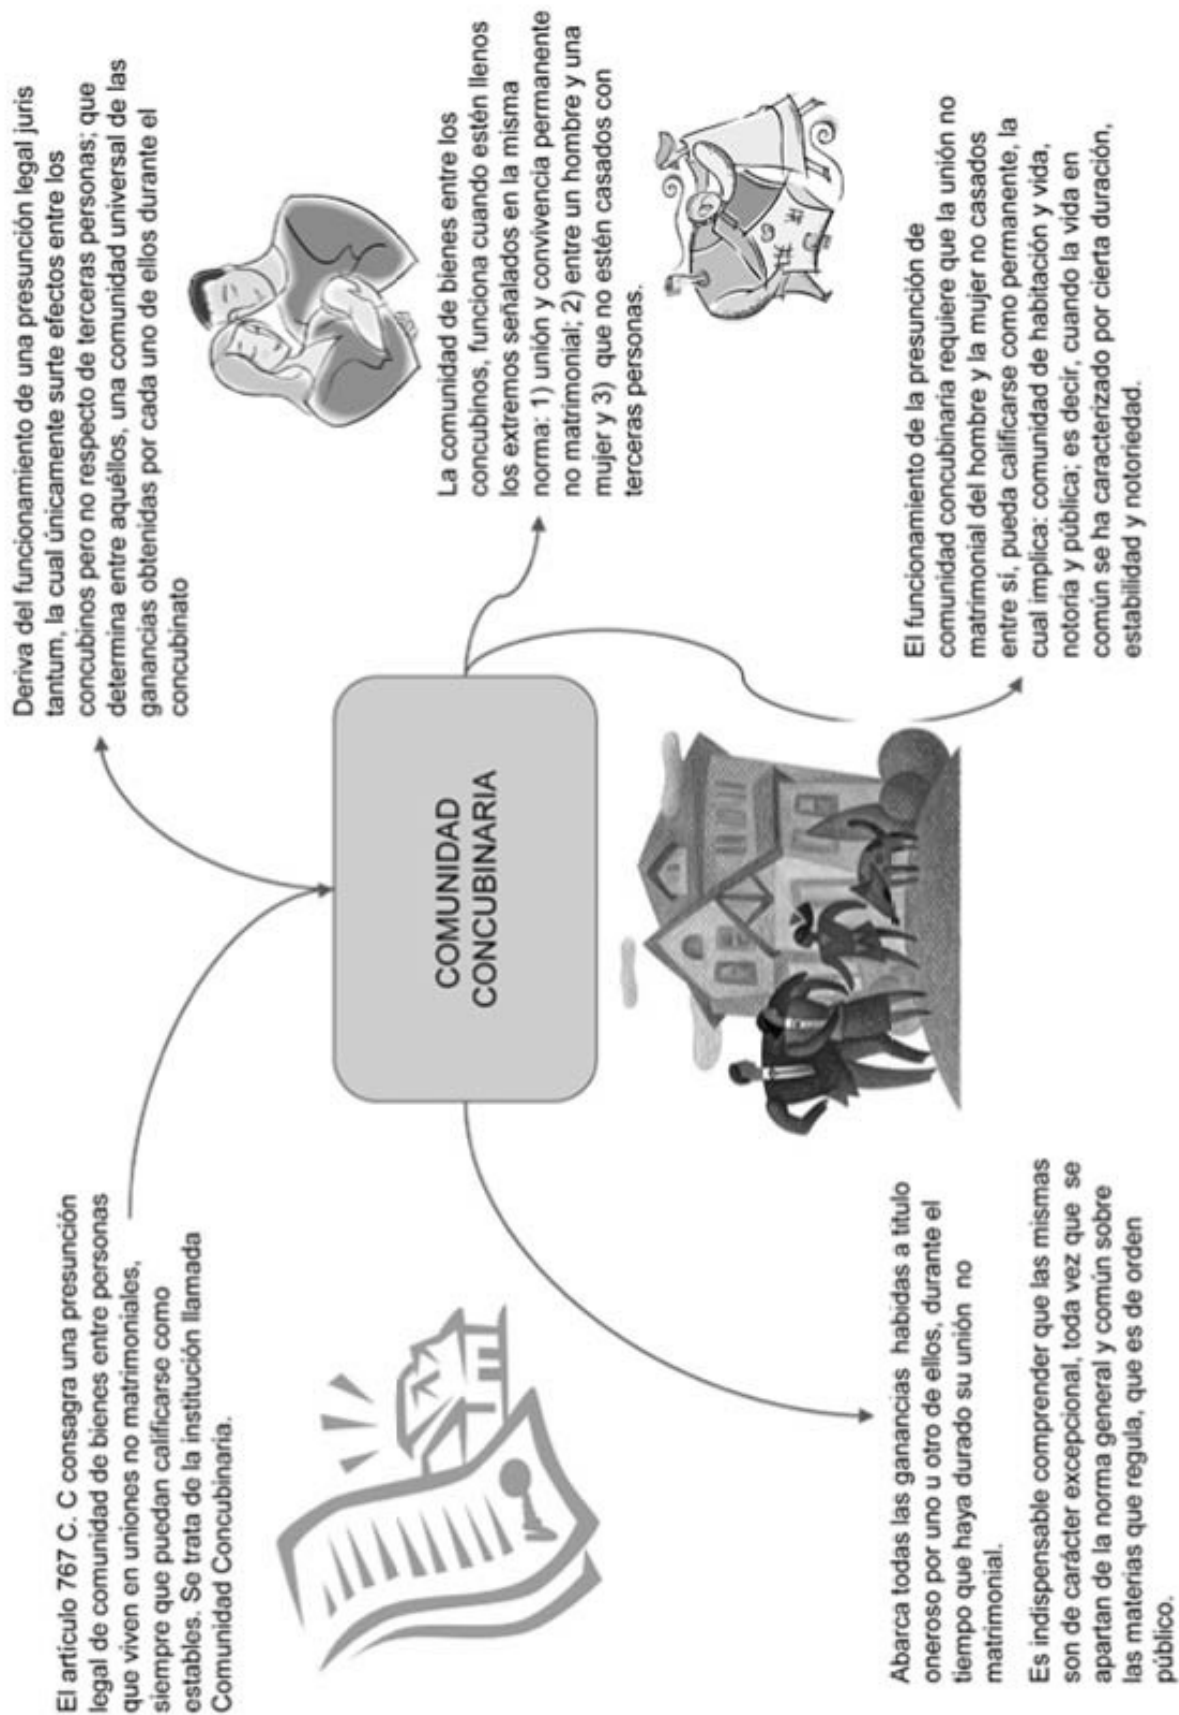 El artículo 767 C. C consagra una presunción
legal de comunidad de bienes entre personas
que viven en uniones no matrimoniales,
siempre que puedan calificarse como
estables. Se trata de la institución llamada
Comunidad Concubinaria.
Deriva del funcionamiento de una presunción legal juris
tantum, la cual únicamente surte efectos entre los
concubinos pero no respecto de terceras personas; que
determina entre aquéllos, una comunidad universal de las
ganancias obtenidas por cada uno de ellos durante el
concubinato
COMUNIDAD
CONCUBINARIA
La comunidad de bienes entre los
concubinos, funciona cuando estén llenos
los extremos señalados en la misma
norma: 1) unión y convivencia permanente
no matrimonial; 2) entre un hombre y una
mujer y 3) que no estén casados con
terceras personas.
Abarca todas las ganancias habidas a titulo
oneroso por uno u otro de ellos, durante el
tiempo que haya durado su unión no
matrimonial.
Es indispensable comprender que las mismas
son de carácter excepcional, toda vez que se
apartan de la norma general y común sobre
las materias que regula, que es de orden
público.
El funcionamiento de la presunción de
comunidad concubinaria requiere que la unión no
matrimonial del hombre y la mujer no casados
entre sí, pueda calificarse como permanente, la
cual implica: comunidad de habitación y vida,
notoria y pública; es decir, cuando la vida en
común se ha caracterizado por cierta duración,
estabilidad y notoriedad.